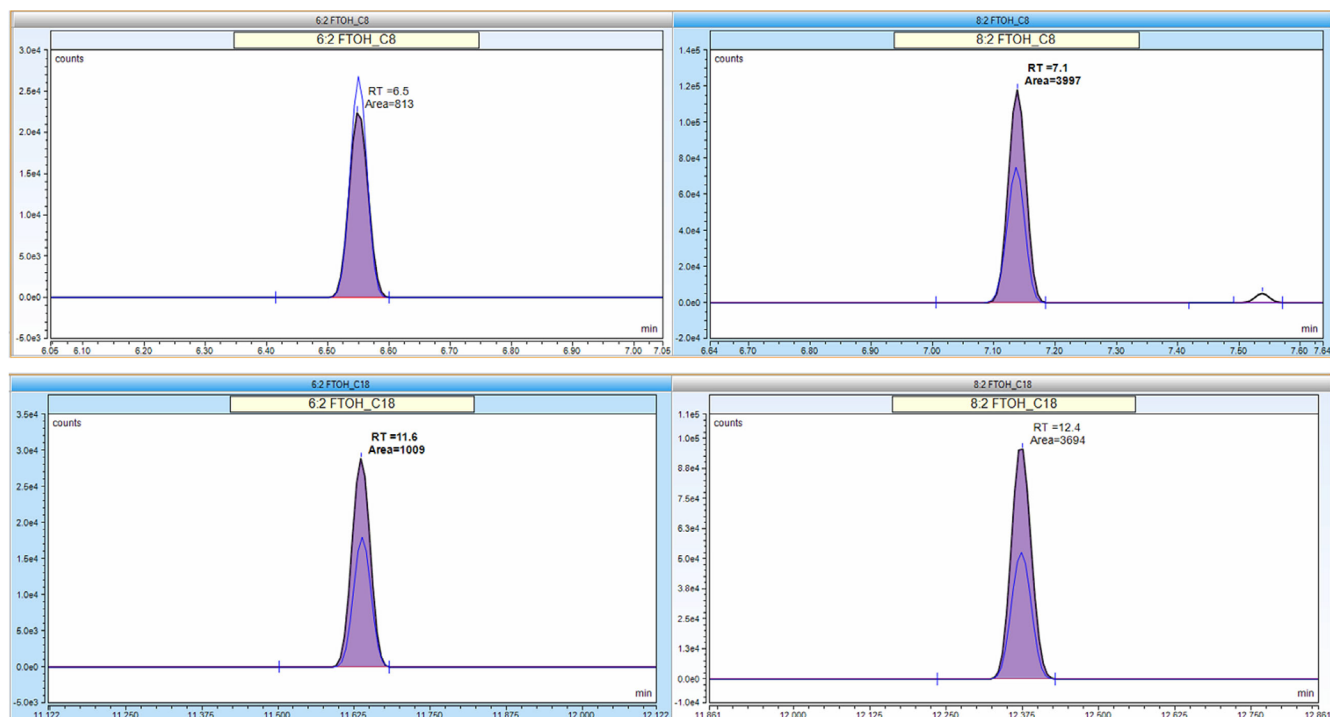 6:2 FTOH_C8
6:2 FTOH_C8
3.0e4
counts
RT =6.5
Area=813
2.5e4
2.0e4
1.5e4
1.0e4
5.0e3
0.0e0
min
-5.0e3
6.05 6.10 6.20 6.30 6.40 6.50 6.60 6.70 6.80 6.90 7.00 7.05
8:2 FTOH_C8
8:2 FTOH_C8
1.4e5
counts
RT =7.1
Area=3997
1.2e5
1.0e5
8.0e4
6.0e4
4.0e4
2.0e4
0.0e0
min
-2.0e4
6.64 6.70 6.80 6.90 7.00 7.10 7.20 7.30 7.40 7.50 7.60 7.64
6:2 FTOH_C18
6:2 FTOH_C18
3.5e4
counts
RT =11.6
Area=1009
3.0e4
2.5e4
2.0e4
1.5e4
1.0e4
5.0e3
0.0e0
min
-5.0e3
11.122 11.250 11.375 11.500 11.625 11.750 11.875 12.000 12.122
8:2 FTOH_C18
8:2 FTOH_C18
1.1e5
counts
RT =12.4
Area=3694
1.0e5
8.8e4
7.5e4
6.3e4
5.0e4
3.8e4
2.5e4
1.3e4
0.0e0
min
-1.0e4
11.861 12.000 12.125 12.250 12.375 12.500 12.625 12.750 12.861